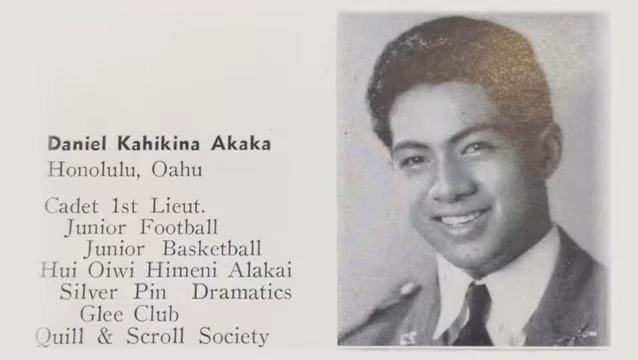 Daniel Kahikina Akaka
Honolulu, Oahu
Cadet 1st Lieut.
Junior Football
Junior Basketball
Hui Oiwi Himeni Alakai
Silver Pin Dramatics
Glee Club
Quill & Scroll Society